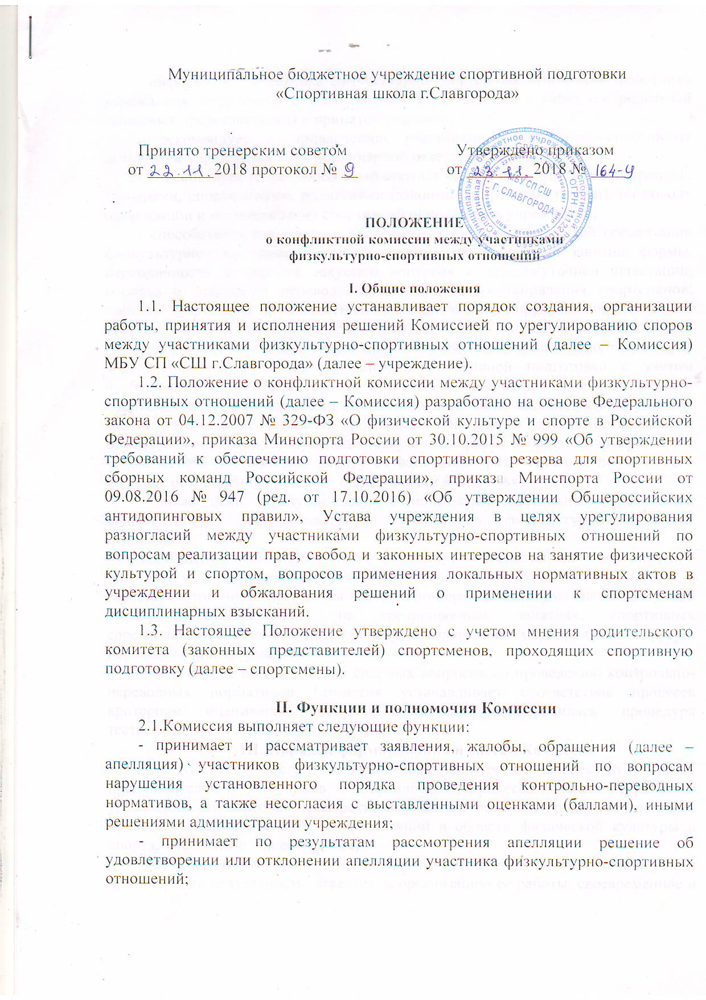 Муниципальное бюджетное учреждение спортивной подготовки
«Спортивная школа г.Славгорода»
Принято тренерским советом
от 22.11. 2018 протокол № 9
Утверждено приказом
от 23.11. 2018 № 164-у
МБУ СП СШ
Г. СЛАВГОРОДА
ПОЛОЖЕНИЕ
о конфликтной комиссии между участниками
физкультурно-спортивных отношений
I. Общие положения
1.1. Настоящее положение устанавливает порядок создания, организации
работы, принятия и исполнения решений Комиссией по урегулированию споров
между участниками физкультурно-спортивных отношений (далее – Комиссия)
МБУ СП «СШ г.Славгорода» (далее – учреждение).
1.2. Положение о конфликтной комиссии между участниками физкультурно-
спортивных отношений (далее – Комиссия) разработано на основе Федерального
закона от 04.12.2007 № 329-ФЗ «О физической культуре и спорте в Российской
Федерации», приказа Минспорта России от 30.10.2015 № 999 «Об утверждении
требований к обеспечению подготовки спортивного резерва для спортивных
сборных команд Российской Федерации», приказа Минспорта России от
09.08.2016 № 947 (ред. от 17.10.2016) «Об утверждении Общероссийских
антидопинговых правил», Устава учреждения в целях урегулирования
разногласий между участниками физкультурно-спортивных отношений по
вопросам реализации прав, свобод и законных интересов на занятие физической
культурой и спортом, вопросов применения локальных нормативных актов в
учреждении и обжалования решений о применении к спортсменам
дисциплинарных взысканий.
1.3. Настоящее Положение утверждено с учетом мнения родительского
комитета (законных представителей) спортсменов, проходящих спортивную
подготовку (далее – спортсмены).
II. Функции и полномочия Комиссии
2.1.Комиссия выполняет следующие функции:
- принимает и рассматривает заявления, жалобы, обращения (далее –
апелляция) участников физкультурно-спортивных отношений по вопросам
нарушения установленного порядка проведения контрольно-переводных
нормативов, а также несогласия с выставленными оценками (баллами), иными
решениями администрации учреждения;
- принимает по результатам рассмотрения апелляции решение об
удовлетворении или отклонении апелляции участника физкультурно-спортивных
отношений;